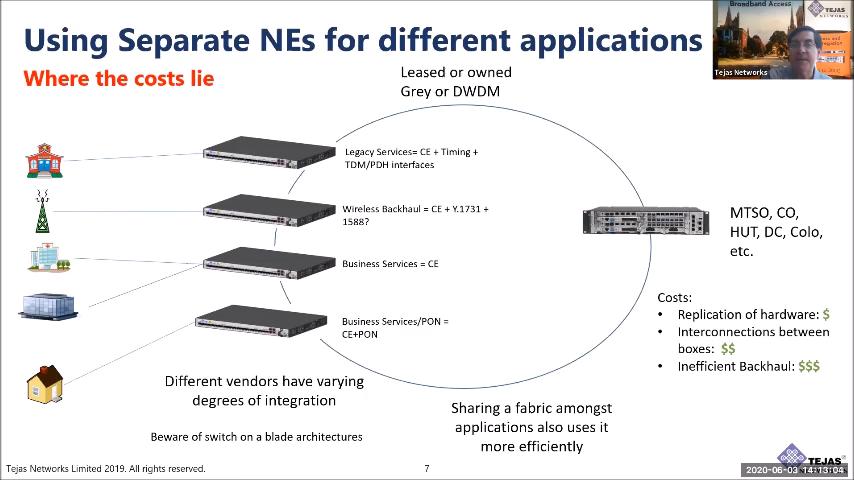 Using Separate NEs for different applications
Where the costs lie
Leased or owned
Grey or DWDM
Broadband Access
TEJAS
NETWORKS
Tejas Networks
Legacy Services= CE + Timing +
TDM/PDH interfaces
Wireless Backhaul = CE + Y.1731 +
1588?
Business Services = CE
Business Services/PON =
CE+PON
MTSO, CO,
HUT, DC, Colo,
etc.
Costs:
• Replication of hardware: $
• Interconnections between
boxes: $$
• Inefficient Backhaul: $$$
Different vendors have varying
degrees of integration
Beware of switch on a blade architectures
Sharing a fabric amongst
applications also uses it
more efficiently
Tejas Networks Limited 2019. All rights reserved.
7
TEJAS
2020-06-03 14:13:04